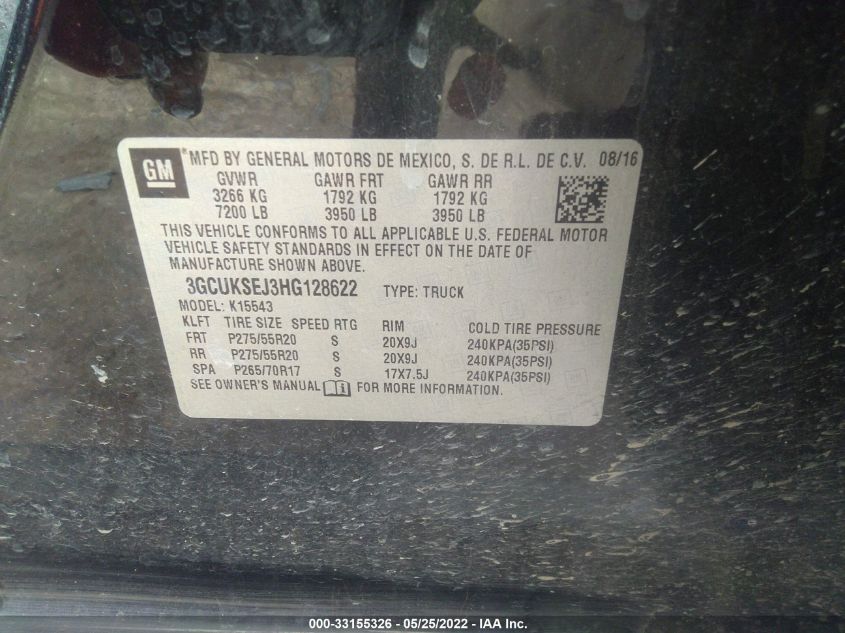 GM
MFD BY GENERAL MOTORS DE MEXICO, S. DE R.L. DE C.V. 08/16
GVWR GAWR FRT GAWR RR
3266 KG 1792 KG 1792 KG
7200 LB 3950 LB 3950 LB
THIS VEHICLE CONFORMS TO ALL APPLICABLE U.S. FEDERAL MOTOR
VEHICLE SAFETY STANDARDS IN EFFECT ON THE DATE OF
MANUFACTURE SHOWN ABOVE.
3GCUKSEJ3HG128622 TYPE: TRUCK
MODEL: K15543
KLFT TIRE SIZE SPEED RTG RIM COLD TIRE PRESSURE
FRT P275/55R20 S 20X9J 240KPA(35PSI)
RR P275/55R20 S 20X9J 240KPA(35PSI)
SPA P265/70R17 S 17X7.5J 240KPA(35PSI)
SEE OWNER'S MANUAL FOR MORE INFORMATION.
000-33155326 - 05/25/2022 - IAA Inc.